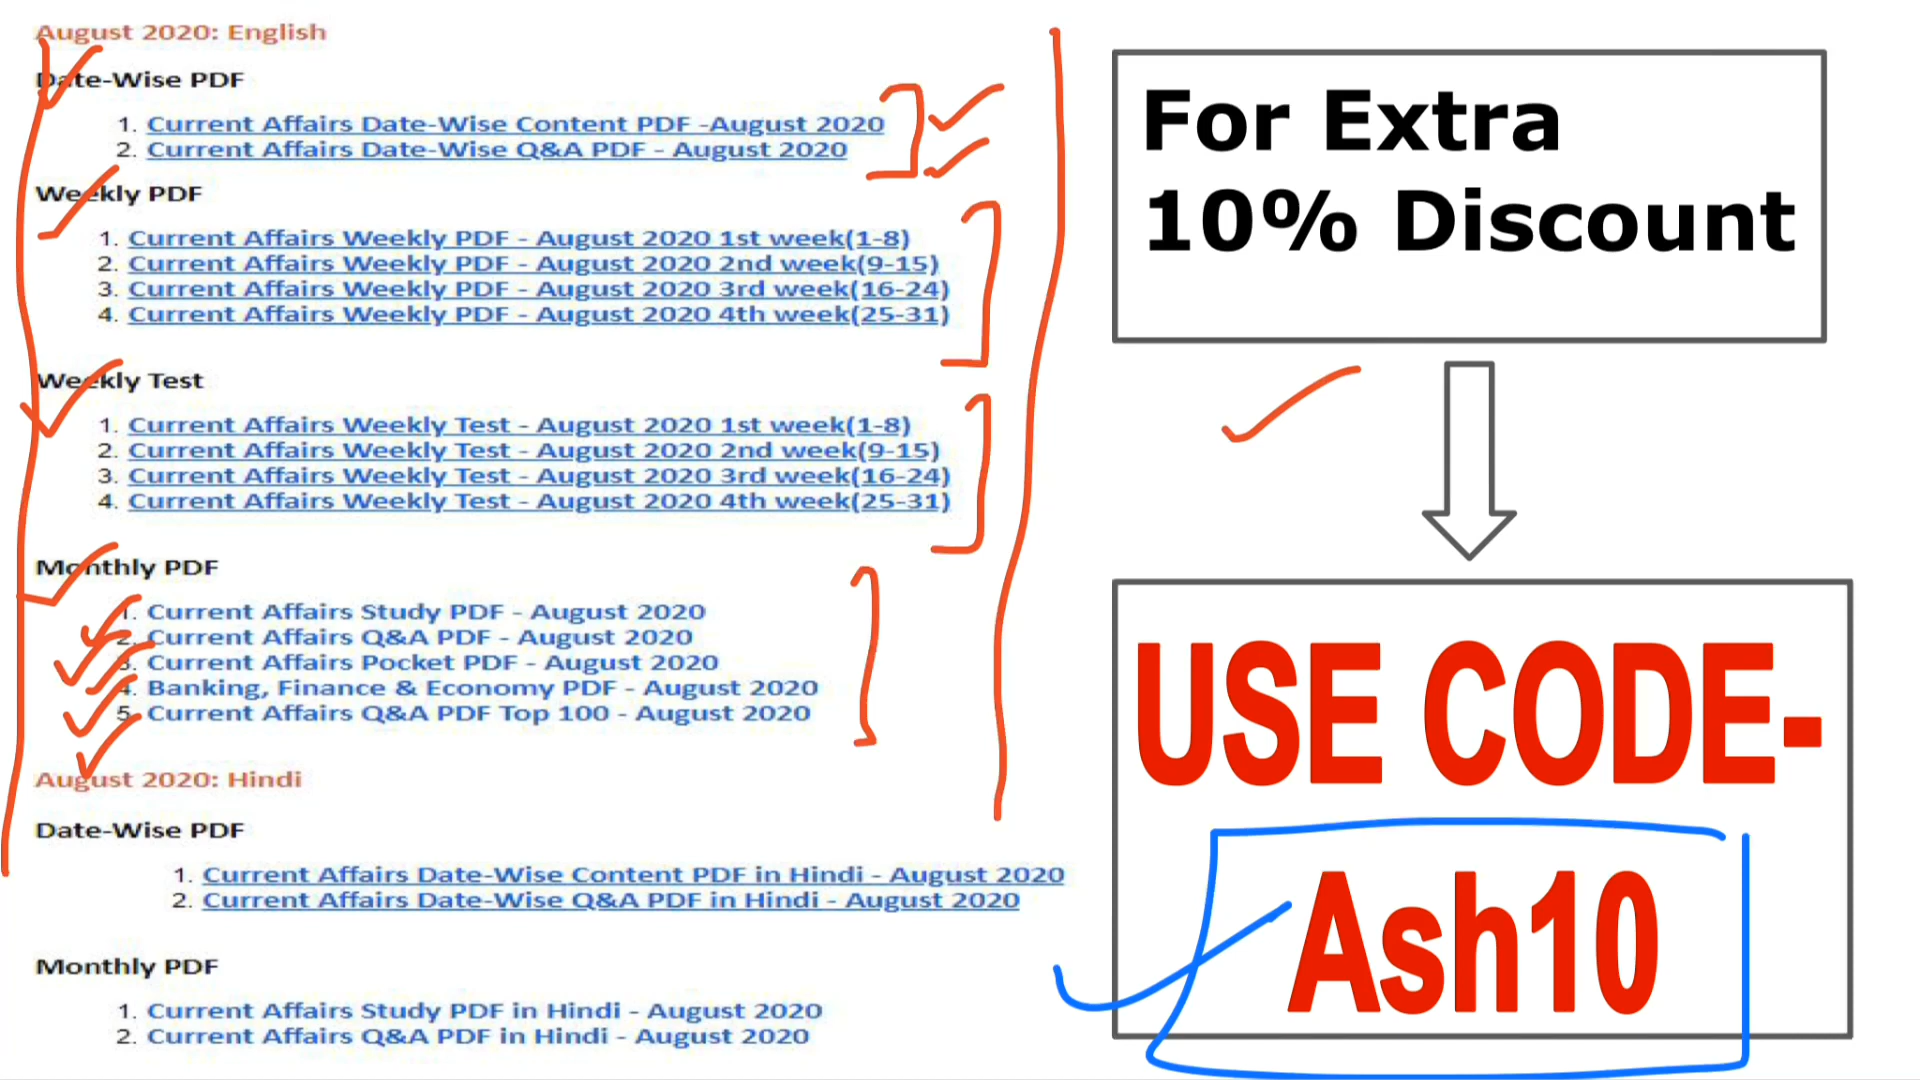 August 2020: English
Date-Wise PDF
1. Current Affairs Date-Wise Content PDF -August 2020
2. Current Affairs Date-Wise Q&A PDF - August 2020
Weekly PDF
1. Current Affairs Weekly PDF - August 2020 1st week(1-8)
2. Current Affairs Weekly PDF - August 2020 2nd week(9-15)
3. Current Affairs Weekly PDF - August 2020 3rd week(16-24)
4. Current Affairs Weekly PDF - August 2020 4th week(25-31)
Weekly Test
1. Current Affairs Weekly Test - August 2020 1st week(1-8)
2. Current Affairs Weekly Test - August 2020 2nd week(9-15)
3. Current Affairs Weekly Test - August 2020 3rd week(16-24)
4. Current Affairs Weekly Test - August 2020 4th week(25-31)
Monthly PDF
1. Current Affairs Study PDF - August 2020
2. Current Affairs Q&A PDF - August 2020
3. Current Affairs Pocket PDF - August 2020
4. Banking, Finance & Economy PDF - August 2020
5. Current Affairs Q&A PDF Top 100 - August 2020
August 2020: Hindi
Date-Wise PDF
1. Current Affairs Date-Wise Content PDF in Hindi - August 2020
2. Current Affairs Date-Wise Q&A PDF in Hindi - August 2020
Monthly PDF
1. Current Affairs Study PDF in Hindi - August 2020
2. Current Affairs Q&A PDF in Hindi - August 2020
For Extra
10% Discount
USE CODE-
Ash10